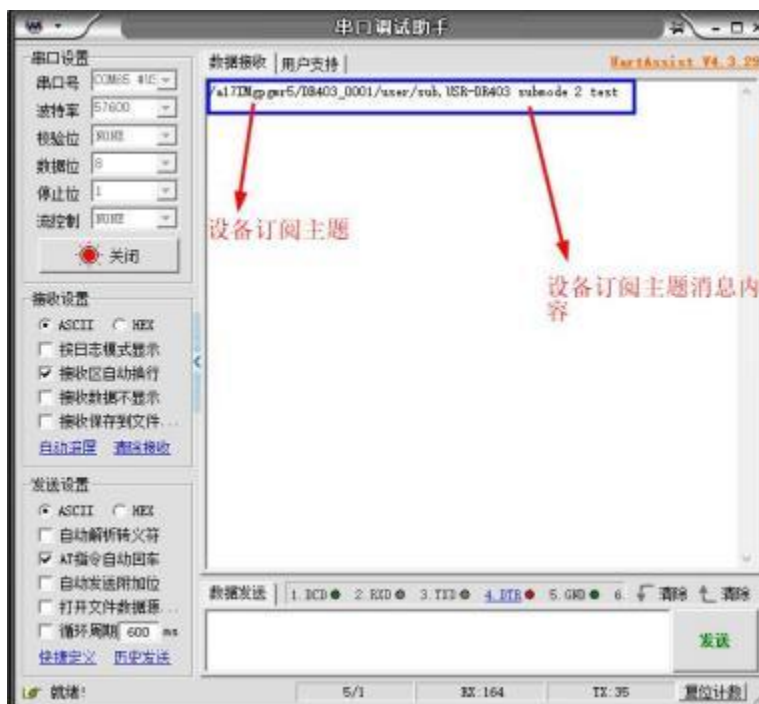 串口调试助手
串口设置
串口号
波特率 57600
校验位 NONE
数据位 8
停止位 1
流控制 NONE
关闭
接收设置
ASCII HEX
按日志模式显示
接收区自动换行
接收数据不显示
接收保存到文件...
自动滚屏 清除接收
发送设置
ASCII HEX
自动解析转义符
AT指令自动回车
自动发送附加位
打开文件数据源...
循环周期 600 ms
快捷定义 历史发送
就绪!
数据接收 用户支持 UartAssist V4.3.29
/user/sub,USR-DR403 submode 2 test
设备订阅主题
设备订阅主题消息内
容
数据发送 1.DCD 2.RXD 3.TXD 4.DTR 5.GND 6. 清除 清除
发送
5/1 RX:164 TX:35 复位计数